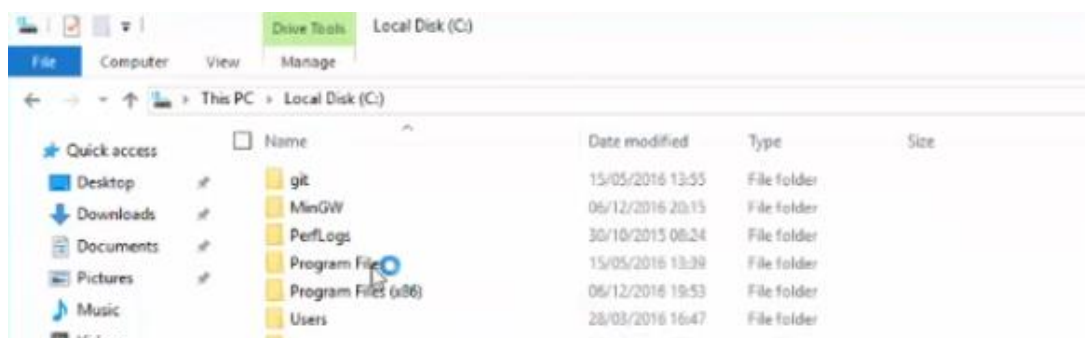 Drive Tools Local Disk (C:)
File Computer View Manage
This PC Local Disk (C:)
Name Date modified Type Size
Quick access
git 15/05/2016 13:55 File folder
Desktop
MinGW 06/12/2016 20:15 File folder
Downloads
PerfLogs 30/10/2015 08:24 File folder
Documents
Program Files 15/05/2016 13:39 File folder
Pictures
Program Files (x86) 06/12/2016 19:53 File folder
Music
Users 28/03/2016 16:47 File folder